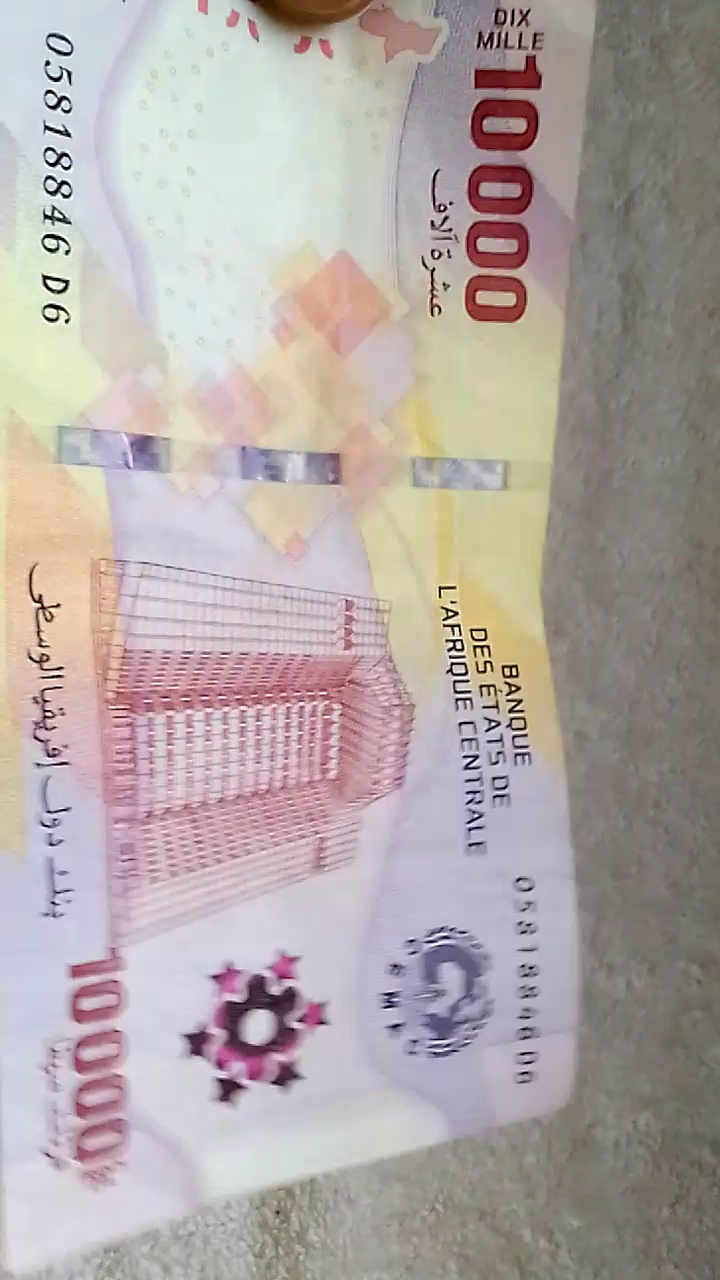 DIX
MILLE
10000
عشرة آلاف
05818846 D6
BANQUE
DES ÉTATS DE
L'AFRIQUE CENTRALE
05818846 D6
بنك دول إفريقيا الوسطى
10000